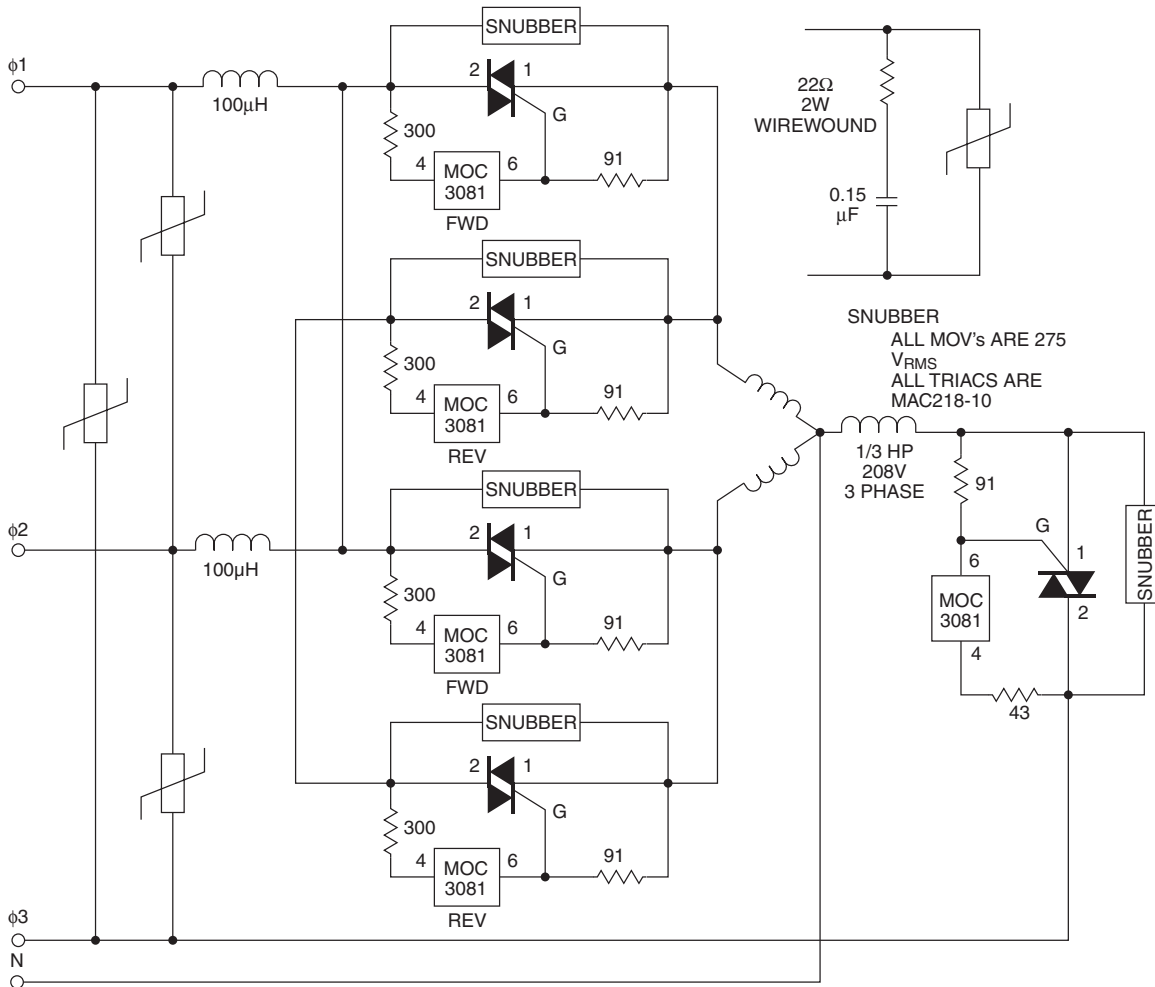 SNUBBER
ϕ1
100μH
2 1
G
300
4 MOC 3081 6
FWD
91
SNUBBER
2 1
G
300
4 MOC 3081 6
REV
91
ϕ2
100μH
SNUBBER
2 1
G
300
4 MOC 3081 6
FWD
91
SNUBBER
2 1
G
300
4 MOC 3081 6
REV
91
ϕ3
N
22Ω
2W
WIREWOUND
0.15
μF
SNUBBER
ALL MOV's ARE 275
VRMS
ALL TRIACS ARE
MAC218-10
1/3 HP
208V
3 PHASE
91
G
6
1
MOC
3081
2
4
43
SNUBBER